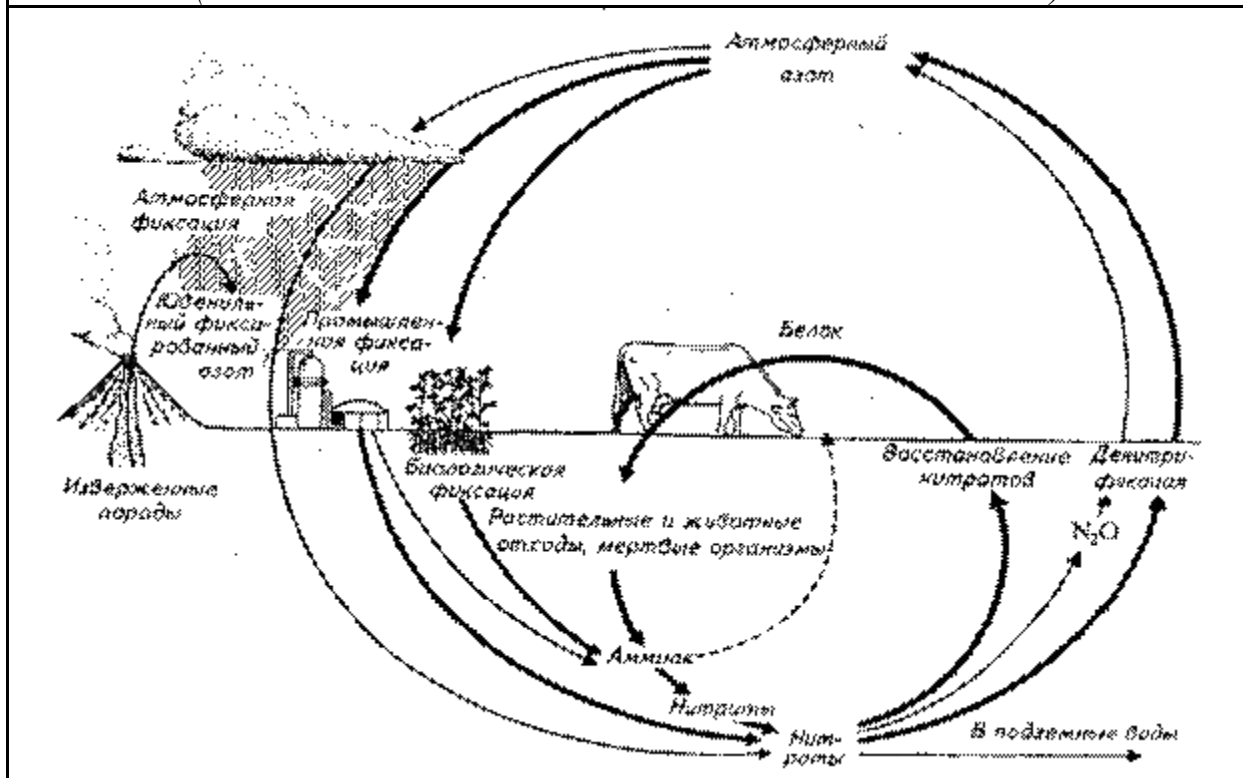 Атмосферный
азот
Атмосферная
фиксация
Ювениль-
ный фикси-
рованный
азот
Промышлен-
ная фикса-
ция
Белок
Изверженные
породы
Биологическая
фиксация
Восстановление
нитратов
Денитри-
фикация
N₂O
Растительные и животные
отходы, мертвые организмы
Аммиак
Нитриты
Нит-
раты
В подземные воды